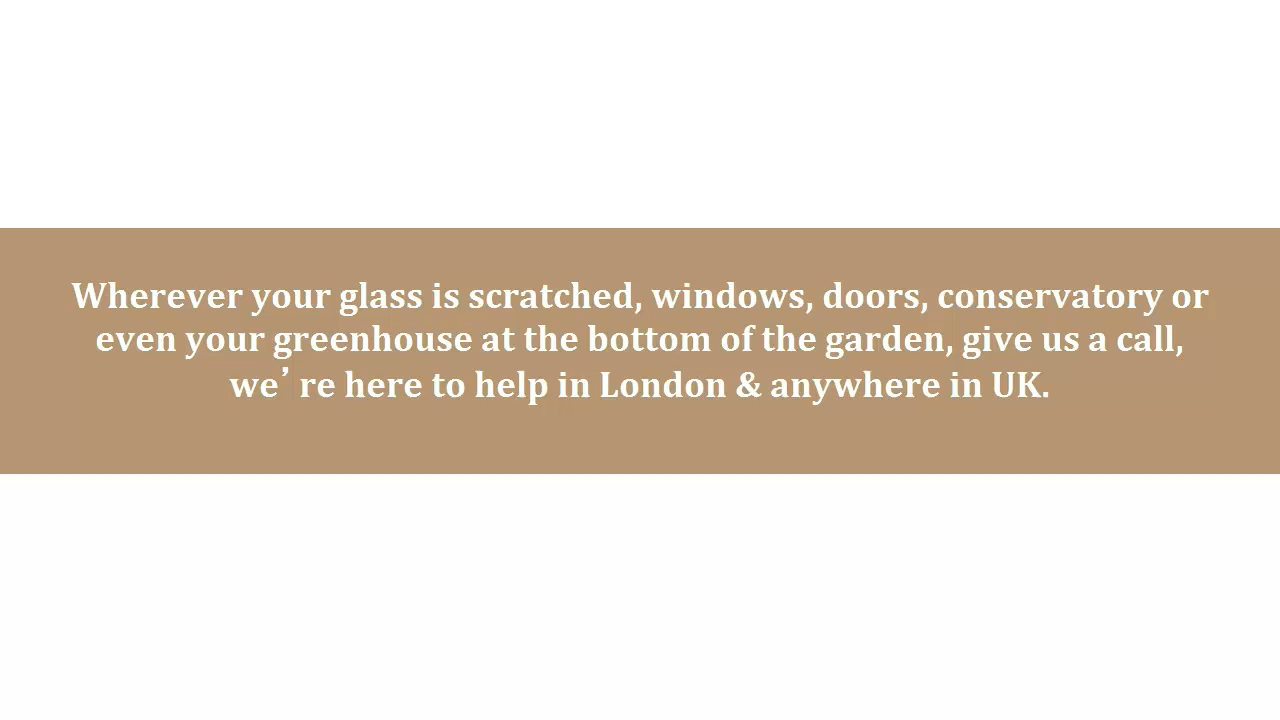 Wherever your glass is scratched, windows, doors, conservatory or
even your greenhouse at the bottom of the garden, give us a call,
we’ re here to help in London & anywhere in UK.